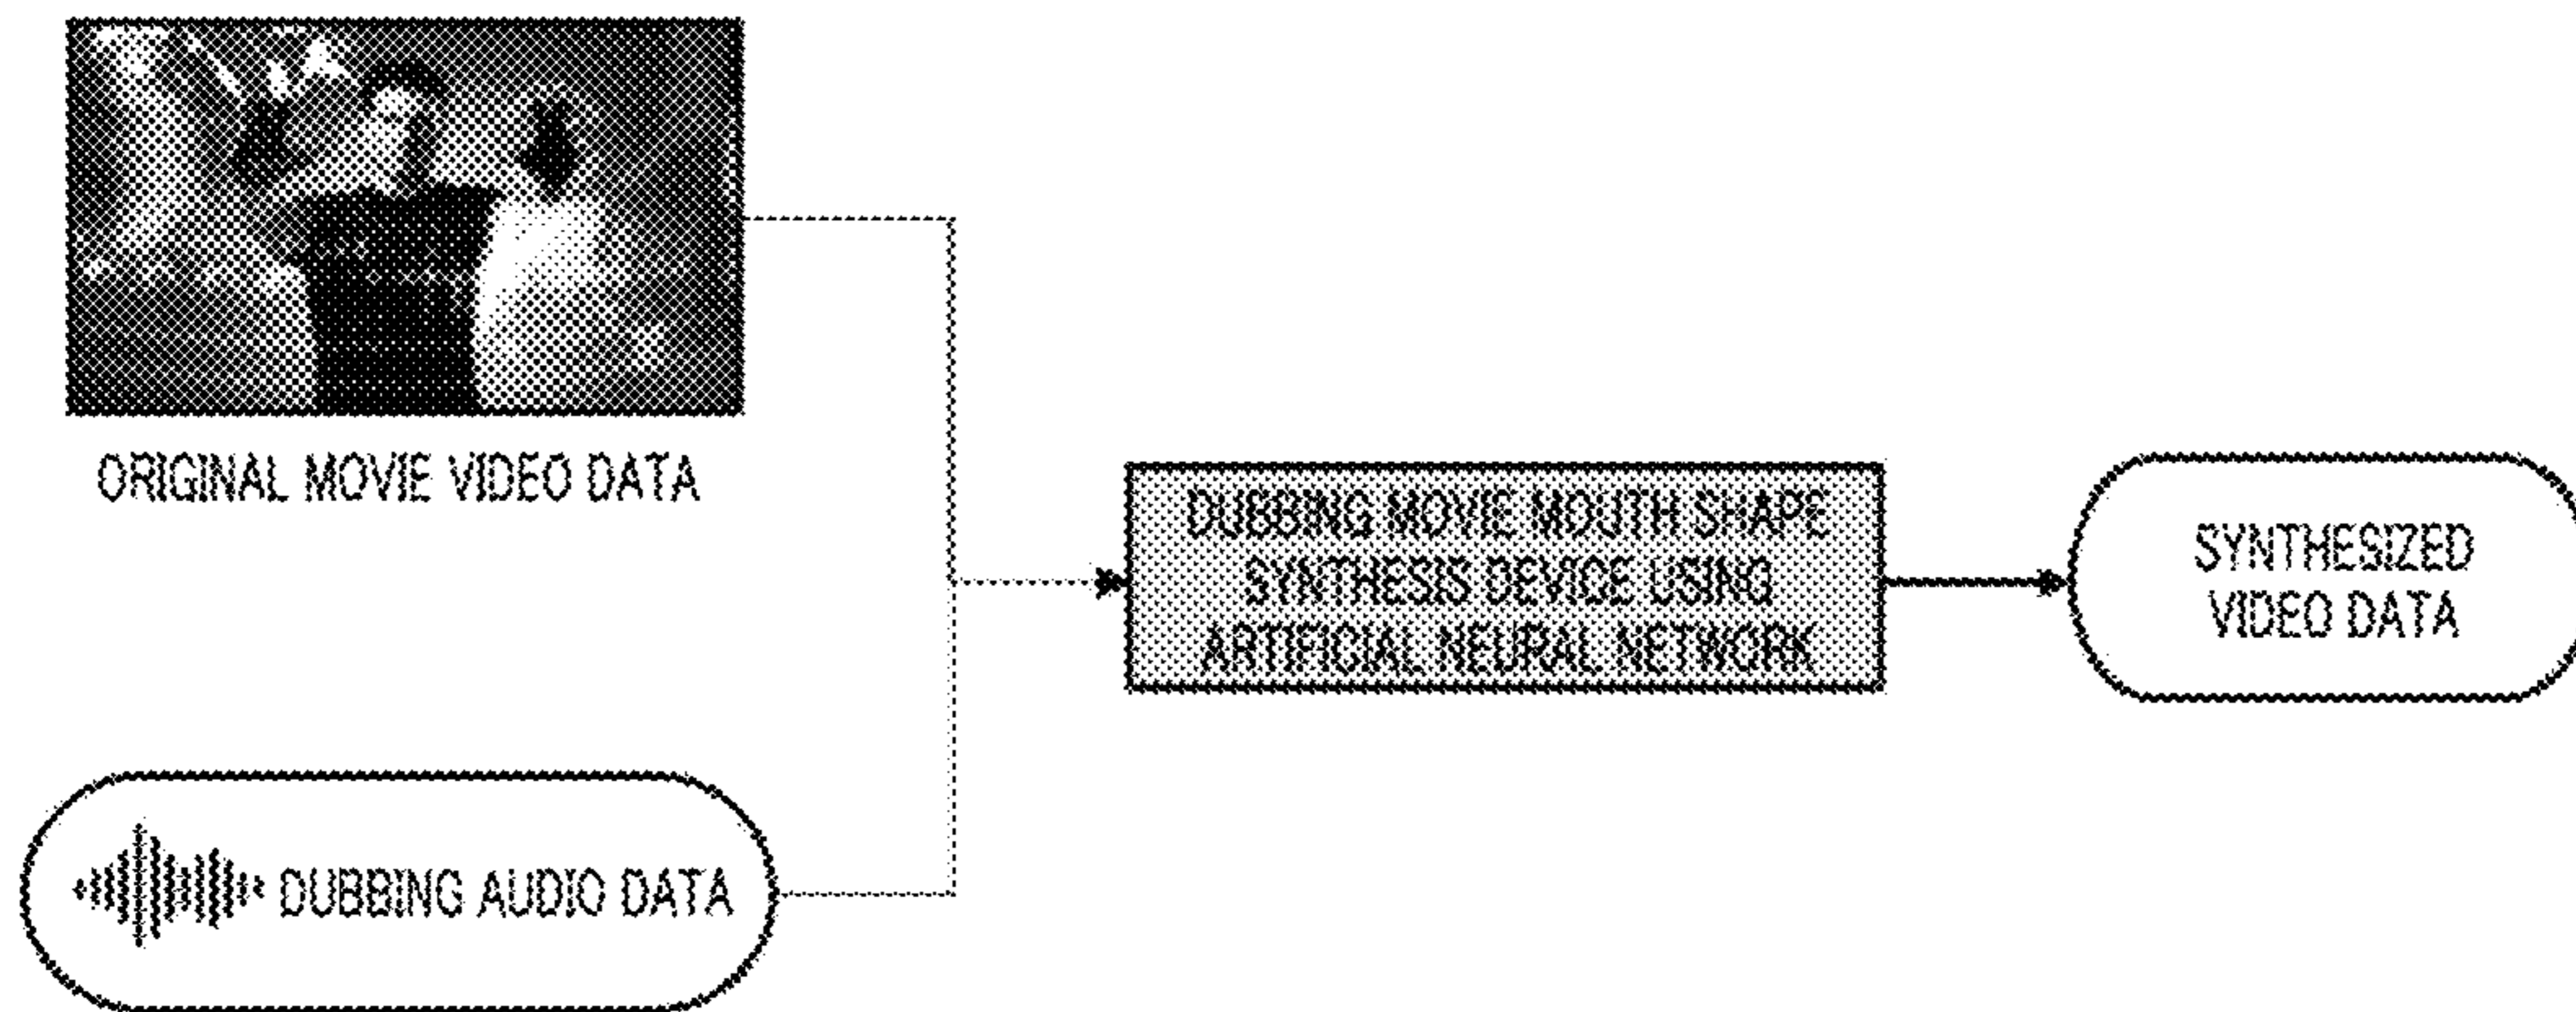 ORIGINAL MOVIE VIDEO DATA
DUBBING AUDIO DATA
DUBBING MOVIE MOUTH SHAPE
SYNTHESIS DEVICE USING
ARTIFICIAL NEURAL NETWORK
SYNTHESIZED
VIDEO DATA